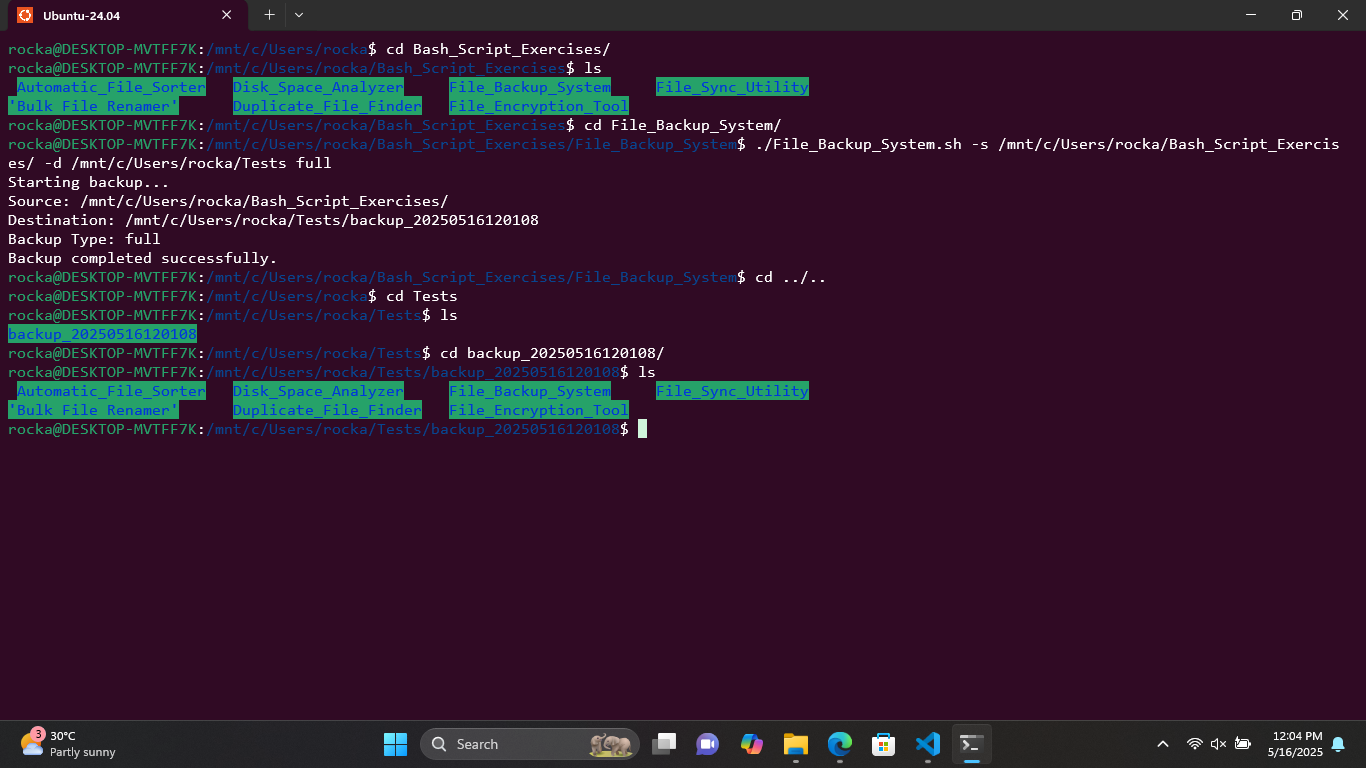 Ubuntu-24.04
rocka@DESKTOP-MVTFF7K:/mnt/c/Users/rocka$ cd Bash_Script_Exercises/
rocka@DESKTOP-MVTFF7K:/mnt/c/Users/rocka/Bash_Script_Exercises$ ls
Automatic_File_Sorter Disk_Space_Analyzer File_Backup_System File_Sync_Utility
'Bulk File Renamer' Duplicate_File_Finder File_Encryption_Tool
rocka@DESKTOP-MVTFF7K:/mnt/c/Users/rocka/Bash_Script_Exercises$ cd File_Backup_System/
rocka@DESKTOP-MVTFF7K:/mnt/c/Users/rocka/Bash_Script_Exercises/File_Backup_System$ ./File_Backup_System.sh -s /mnt/c/Users/rocka/Bash_Script_Exercis
es/ -d /mnt/c/Users/rocka/Tests full
Starting backup...
Source: /mnt/c/Users/rocka/Bash_Script_Exercises/
Destination: /mnt/c/Users/rocka/Tests/backup_20250516120108
Backup Type: full
Backup completed successfully.
rocka@DESKTOP-MVTFF7K:/mnt/c/Users/rocka/Bash_Script_Exercises/File_Backup_System$ cd ../..
rocka@DESKTOP-MVTFF7K:/mnt/c/Users/rocka$ cd Tests
rocka@DESKTOP-MVTFF7K:/mnt/c/Users/rocka/Tests$ ls
backup_20250516120108
rocka@DESKTOP-MVTFF7K:/mnt/c/Users/rocka/Tests$ cd backup_20250516120108/
rocka@DESKTOP-MVTFF7K:/mnt/c/Users/rocka/Tests/backup_20250516120108$ ls
Automatic_File_Sorter Disk_Space_Analyzer File_Backup_System File_Sync_Utility
'Bulk File Renamer' Duplicate_File_Finder File_Encryption_Tool
rocka@DESKTOP-MVTFF7K:/mnt/c/Users/rocka/Tests/backup_20250516120108$
3
30°C
Partly sunny
Search
12:04 PM
5/16/2025